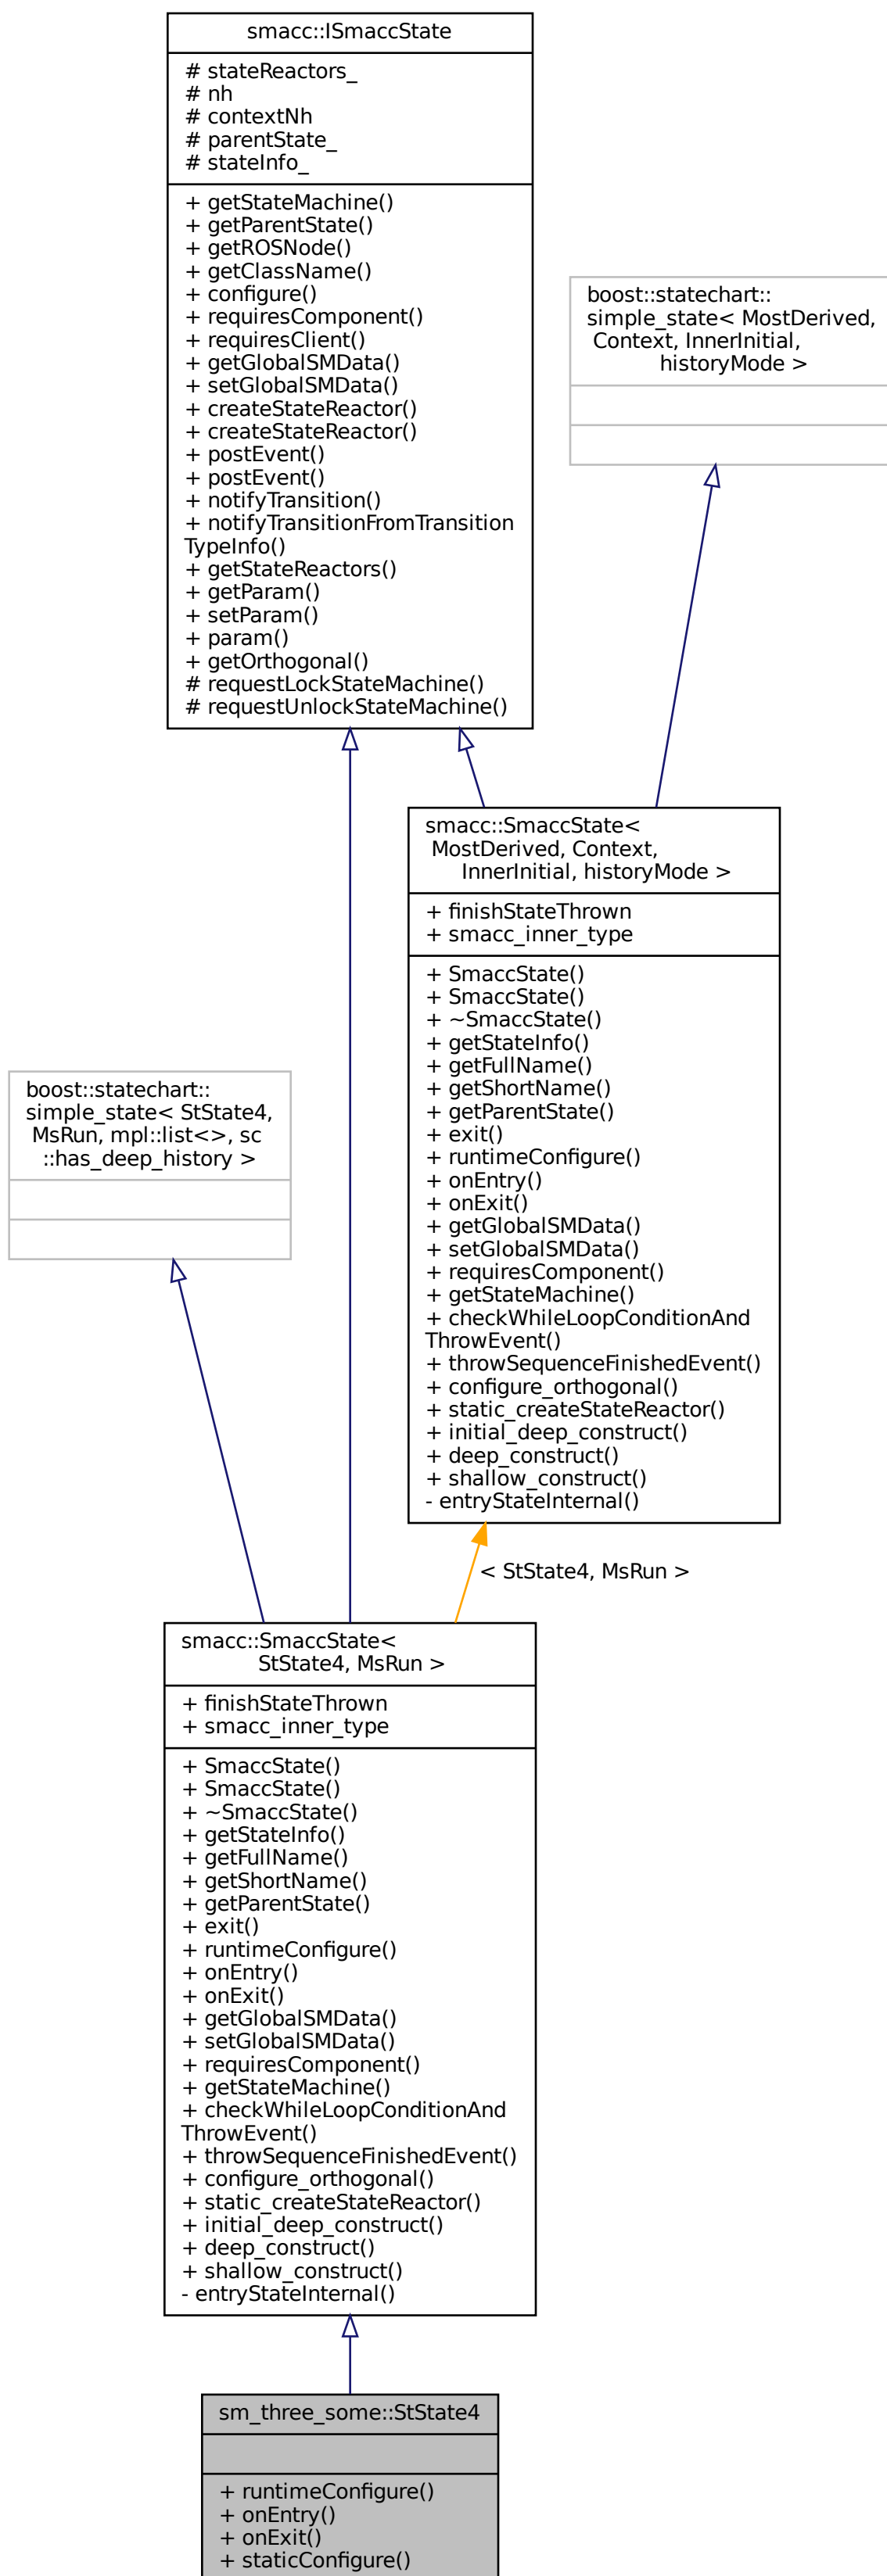 smacc::ISmaccState
# stateReactors_
# nh
# contextNh
# parentState_
# stateInfo_
+ getStateMachine()
+ getParentState()
+ getROSNode()
+ getClassName()
+ configure()
+ requiresComponent()
+ requiresClient()
+ getGlobalSMData()
+ setGlobalSMData()
+ createStateReactor()
+ createStateReactor()
+ postEvent()
+ postEvent()
+ notifyTransition()
+ notifyTransitionFromTransition
TypeInfo()
+ getStateReactors()
+ getParam()
+ setParam()
+ param()
+ getOrthogonal()
# requestLockStateMachine()
# requestUnlockStateMachine()
boost::statechart::
simple_state< MostDerived,
Context, InnerInitial,
historyMode >
smacc::SmaccState<
MostDerived, Context,
InnerInitial, historyMode >
+ finishStateThrown
+ smacc_inner_type
+ SmaccState()
+ SmaccState()
+ ~SmaccState()
+ getStateInfo()
+ getFullName()
+ getShortName()
+ getParentState()
+ exit()
+ runtimeConfigure()
+ onEntry()
+ onExit()
+ getGlobalSMData()
+ setGlobalSMData()
+ requiresComponent()
+ getStateMachine()
+ checkWhileLoopConditionAnd
ThrowEvent()
+ throwSequenceFinishedEvent()
+ configure_orthogonal()
+ static_createStateReactor()
+ initial_deep_construct()
+ deep_construct()
+ shallow_construct()
- entryStateInternal()
boost::statechart::
simple_state< StState4,
MsRun, mpl::list<>, sc
::has_deep_history >
< StState4, MsRun >
smacc::SmaccState<
StState4, MsRun >
+ finishStateThrown
+ smacc_inner_type
+ SmaccState()
+ SmaccState()
+ ~SmaccState()
+ getStateInfo()
+ getFullName()
+ getShortName()
+ getParentState()
+ exit()
+ runtimeConfigure()
+ onEntry()
+ onExit()
+ getGlobalSMData()
+ setGlobalSMData()
+ requiresComponent()
+ getStateMachine()
+ checkWhileLoopConditionAnd
ThrowEvent()
+ throwSequenceFinishedEvent()
+ configure_orthogonal()
+ static_createStateReactor()
+ initial_deep_construct()
+ deep_construct()
+ shallow_construct()
- entryStateInternal()
sm_three_some::StState4
+ runtimeConfigure()
+ onEntry()
+ onExit()
+ staticConfigure()